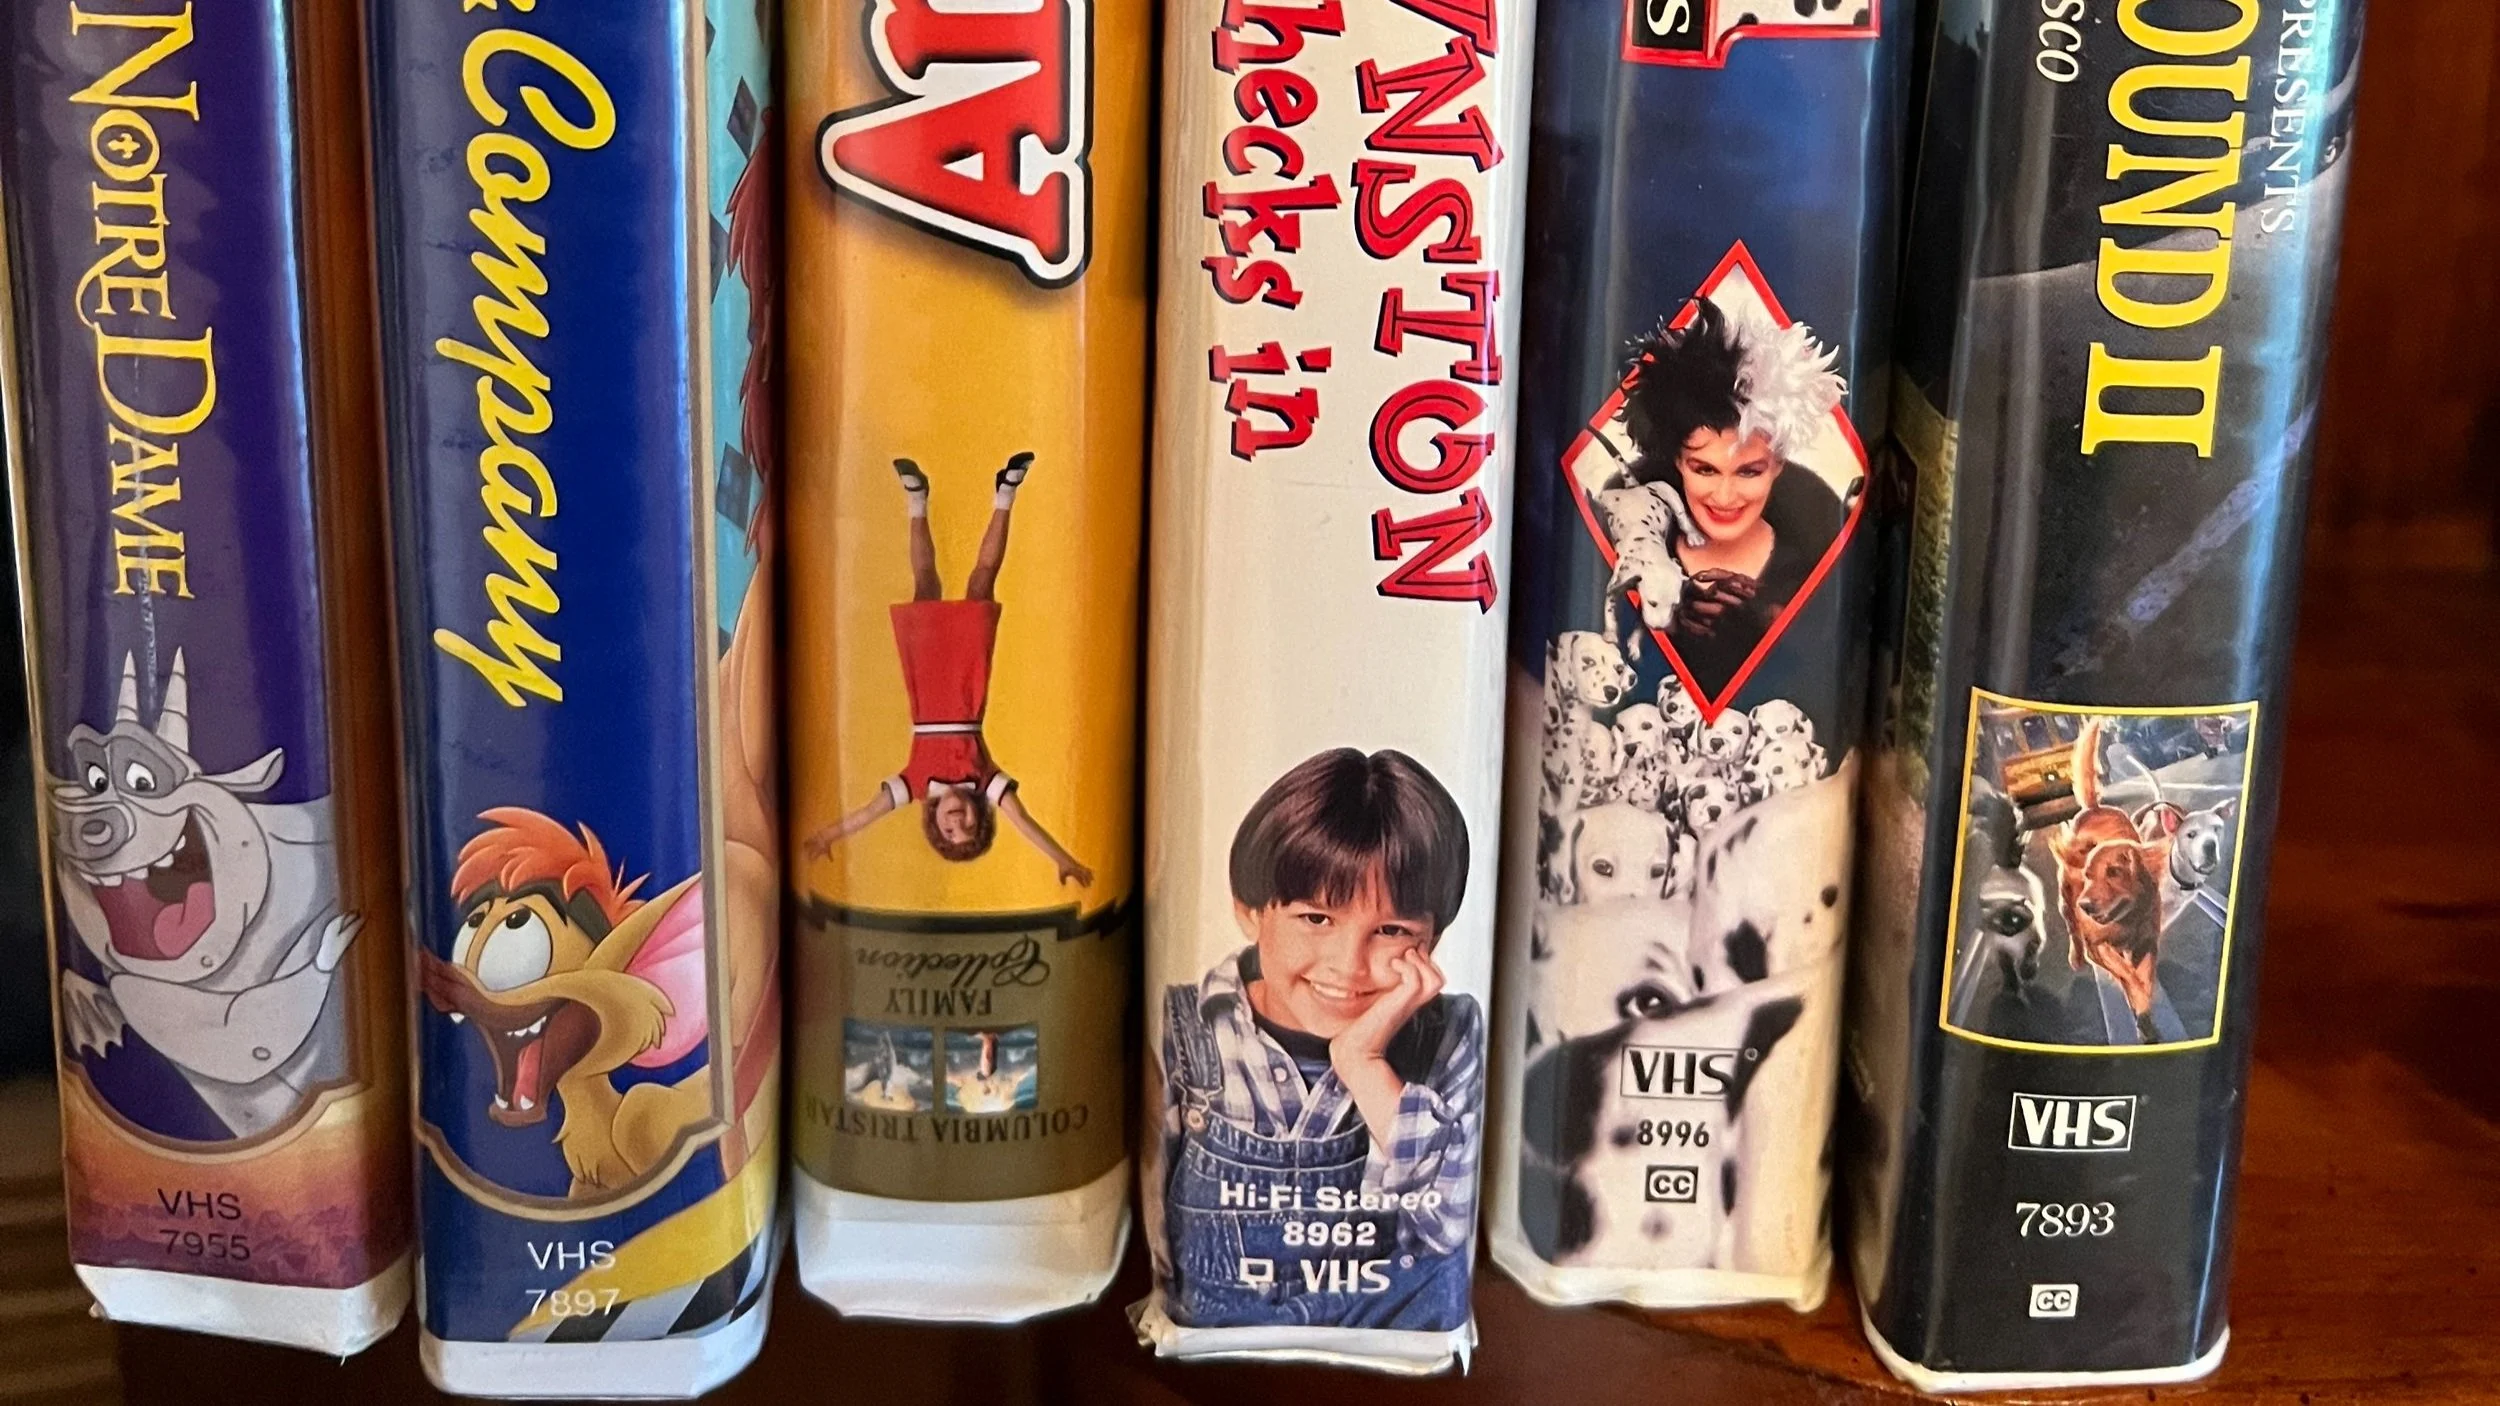 NOTRE DAME
VHS
7955
& Company
VHS
7897
An
FAMILY
Collection
COLUMBIA TRISTAR
hecks in
NSTON
Hi-Fi Stereo
8962
VHS
S
VHS
8996
CC
PRESENTS
OUND II
SCO
VHS
7893
CC